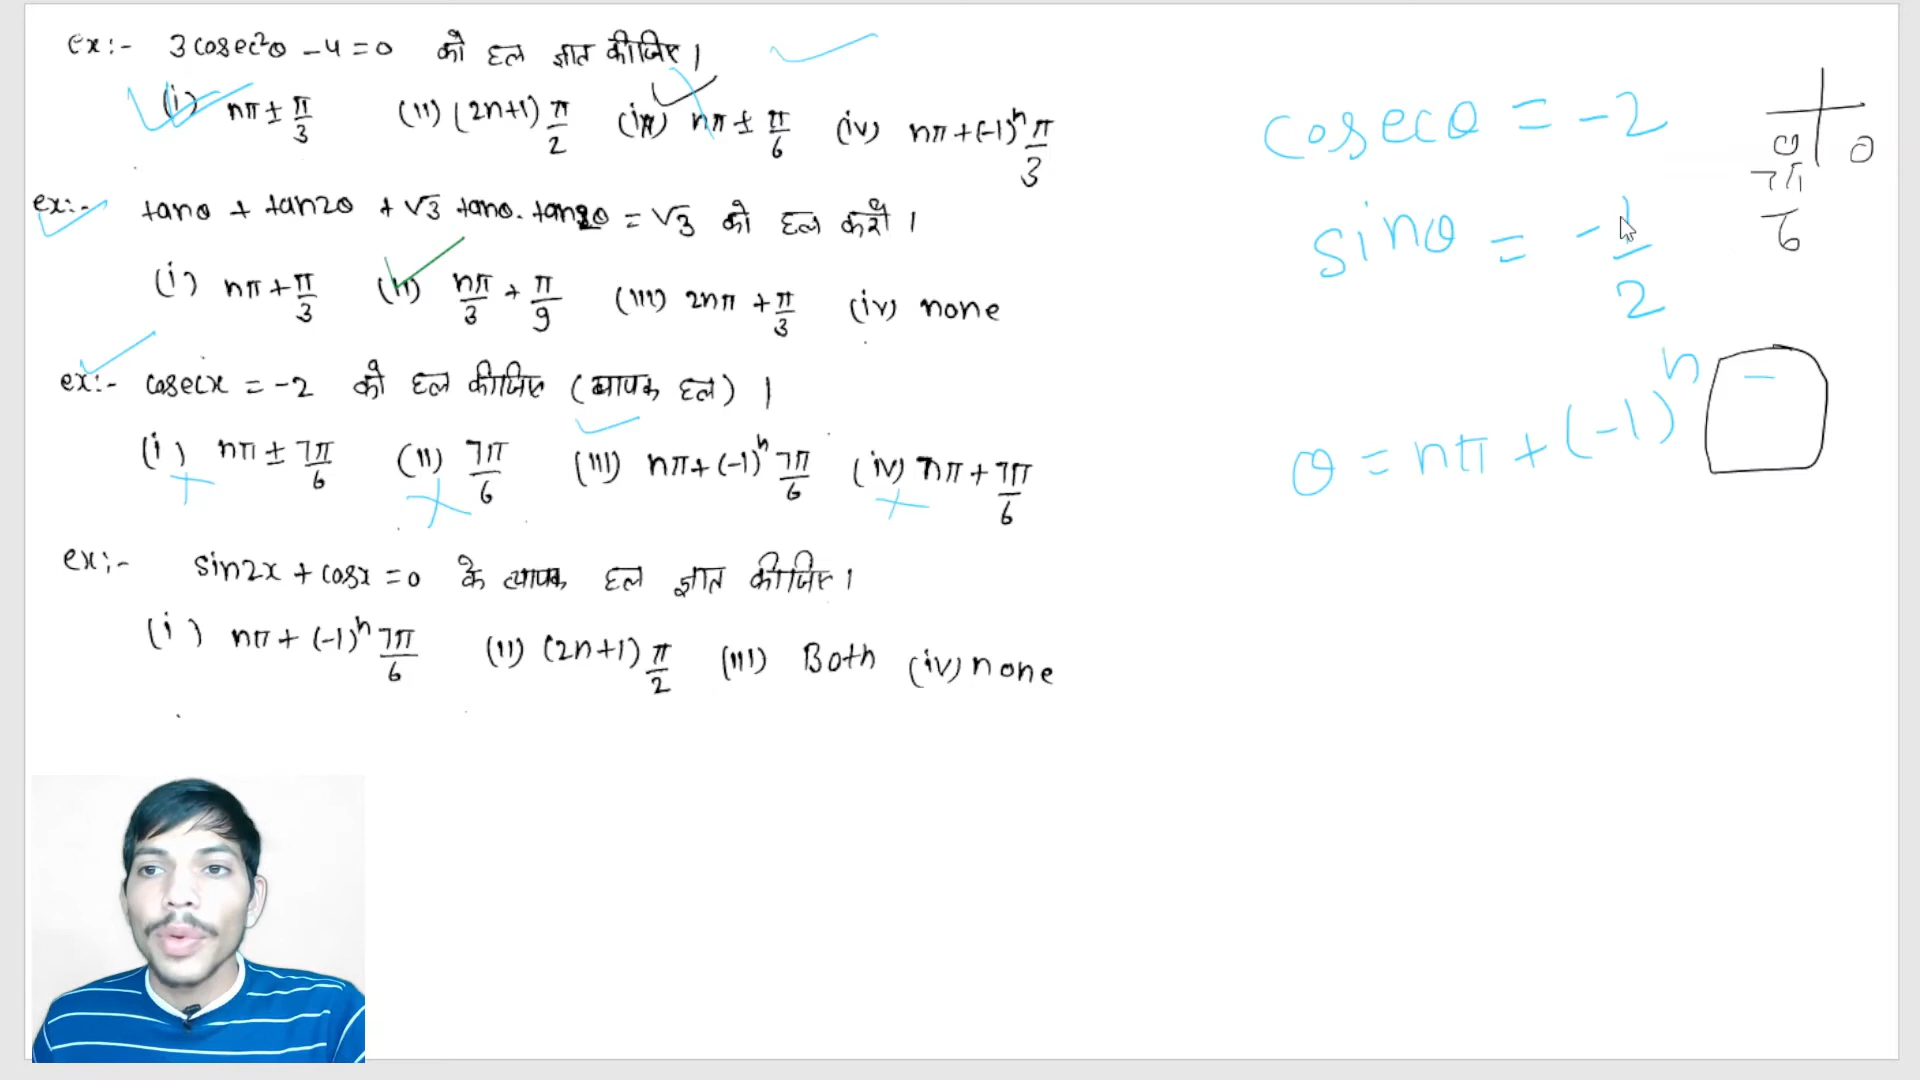 ex:- 3cosec²θ - 4 = 0 को हल ज्ञात कीजिए।
(i) nπ ± π/3 (ii) (2n+1) π/2 (iii) nπ ± π/6 (iv) nπ + (-1)ⁿ π/3
ex:- tanθ + tan2θ + √3 tanθ. tan2θ = √3 को हल करो।
(i) nπ + π/3 (ii) nπ/3 + π/9 (iii) 2nπ + π/3 (iv) none
ex:- cosecx = -2 को हल कीजिए (व्यापक हल)।
(i) nπ ± 7π/6 (ii) 7π/6 (iii) nπ + (-1)ⁿ 7π/6 (iv) nπ + 7π/6
ex:- sin2x + cosx = 0 के व्यापक हल ज्ञात कीजिए।
(i) nπ + (-1)ⁿ 7π/6 (ii) (2n+1) π/2 (iii) Both (iv) none
cosecθ = -2
sinθ = -1/2
θ = nπ + (-1)ⁿ -
7π/6